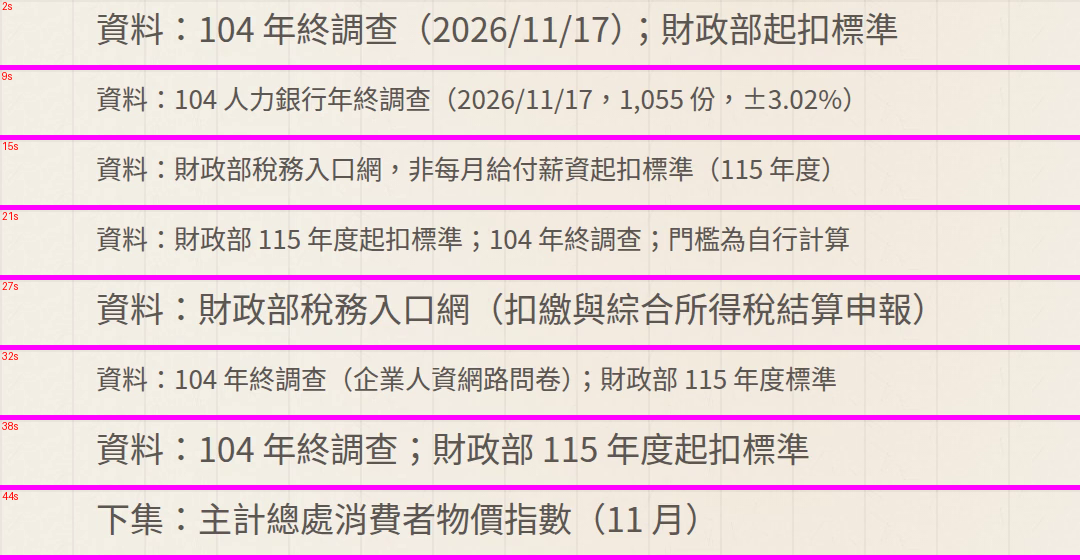 2s
資料：104 年終調查（2026/11/17）；財政部起扣標準
9s
資料：104 人力銀行年終調查（2026/11/17，1,055 份，±3.02%）
15s
資料：財政部稅務入口網，非每月給付薪資起扣標準（115 年度）
21s
資料：財政部 115 年度起扣標準；104 年終調查；門檻為自行計算
27s
資料：財政部稅務入口網（扣繳與綜合所得稅結算申報）
32s
資料：104 年終調查（企業人資網路問卷）；財政部 115 年度標準
38s
資料：104 年終調查；財政部 115 年度起扣標準
44s
下集：主計總處消費者物價指數（11 月）